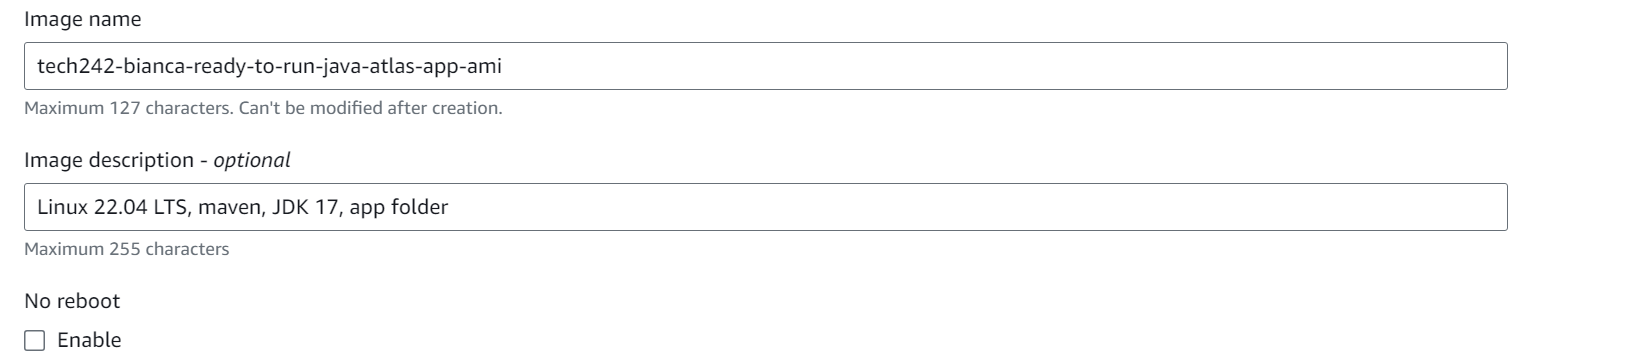 Image name
tech242-bianca-ready-to-run-java-atlas-app-ami
Maximum 127 characters. Can't be modified after creation.
Image description - optional
Linux 22.04 LTS, maven, JDK 17, app folder
Maximum 255 characters
No reboot
Enable